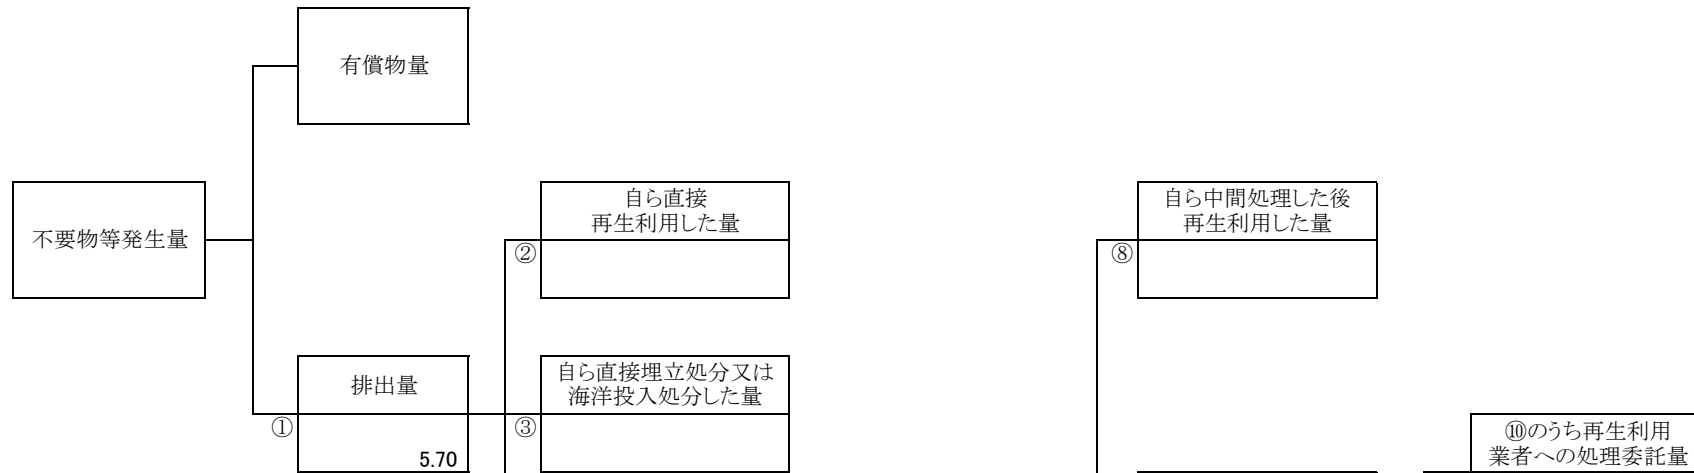 有償物量
不要物等発生量
自ら直接
再生利用した量
②
自ら中間処理した後
再生利用した量
⑧
排出量
①
5.70
自ら直接埋立処分又は
海洋投入処分した量
③
⑩のうち再生利用
業者への処理委託量